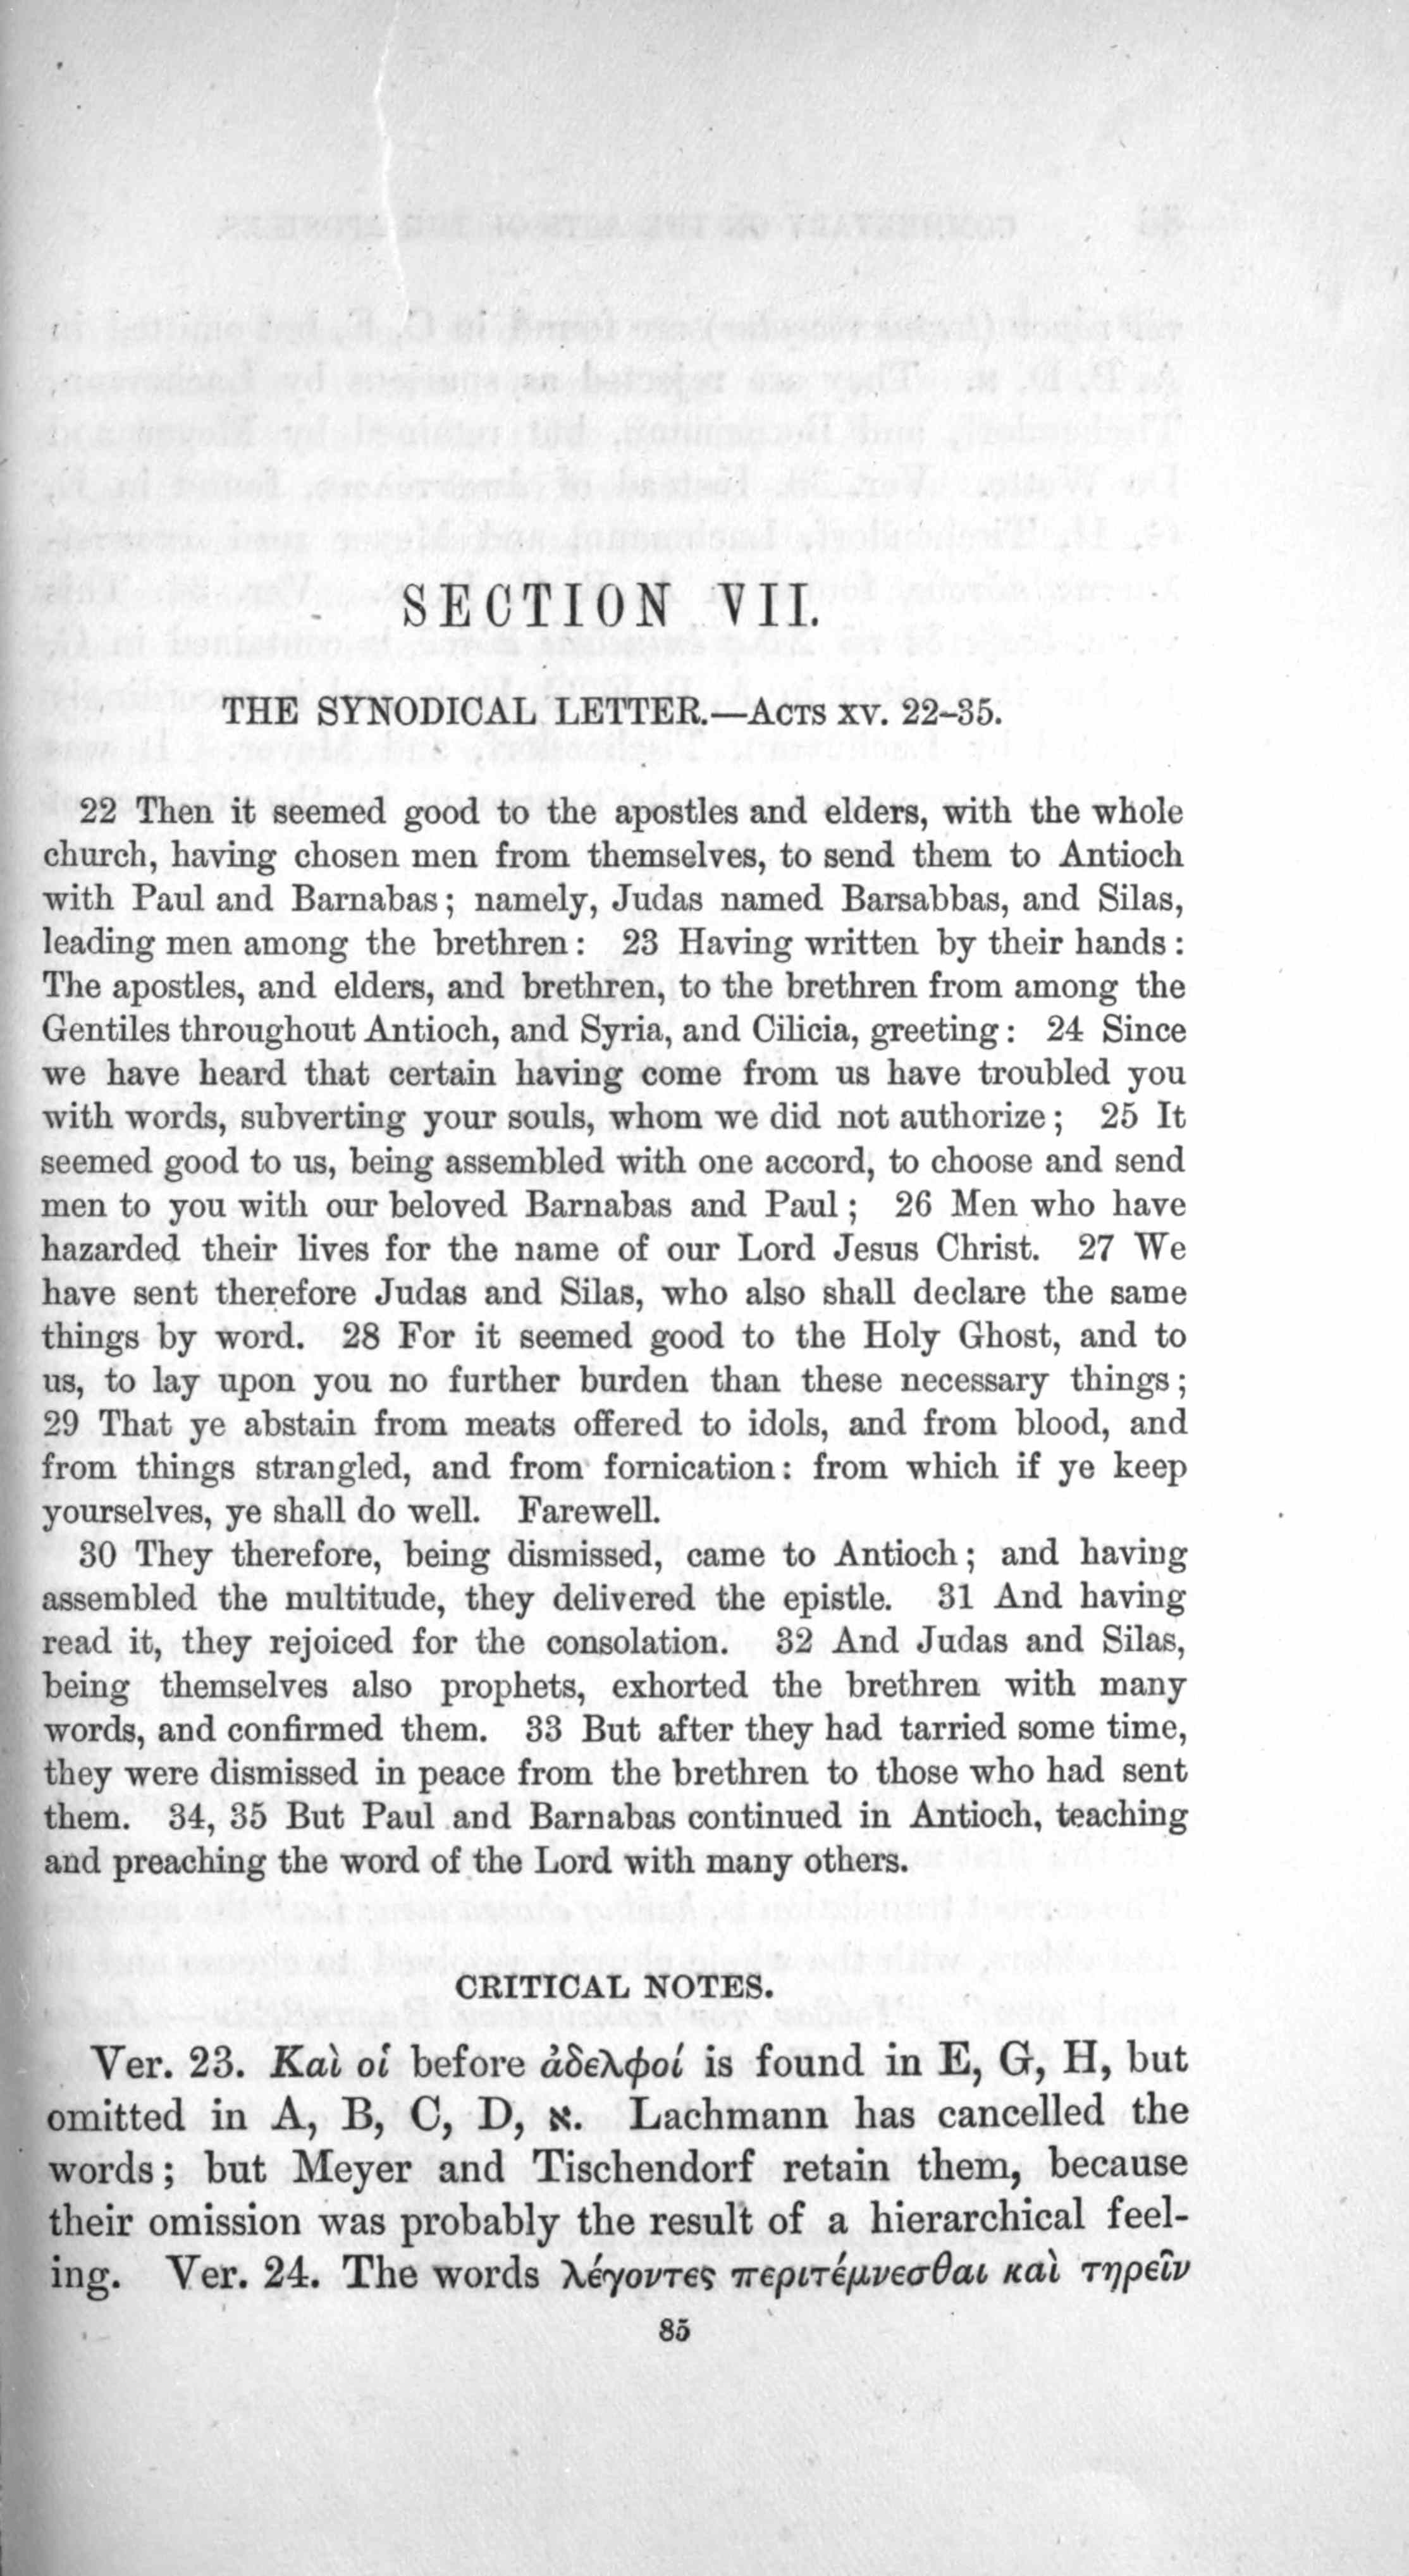 SECTION VII.
THE SYNODICAL LETTER.—ACTS XV. 22–35.
22 Then it seemed good to the apostles and elders, with the whole
church, having chosen men from themselves, to send them to Antioch
with Paul and Barnabas; namely, Judas named Barsabbas, and Silas,
leading men among the brethren: 23 Having written by their hands:
The apostles, and elders, and brethren, to the brethren from among the
Gentiles throughout Antioch, and Syria, and Cilicia, greeting: 24 Since
we have heard that certain having come from us have troubled you
with words, subverting your souls, whom we did not authorize; 25 It
seemed good to us, being assembled with one accord, to choose and send
men to you with our beloved Barnabas and Paul; 26 Men who have
hazarded their lives for the name of our Lord Jesus Christ. 27 We
have sent therefore Judas and Silas, who also shall declare the same
things by word. 28 For it seemed good to the Holy Ghost, and to
us, to lay upon you no further burden than these necessary things;
29 That ye abstain from meats offered to idols, and from blood, and
from things strangled, and from fornication: from which if ye keep
yourselves, ye shall do well. Farewell.
30 They therefore, being dismissed, came to Antioch; and having
assembled the multitude, they delivered the epistle. 31 And having
read it, they rejoiced for the consolation. 32 And Judas and Silas,
being themselves also prophets, exhorted the brethren with many
words, and confirmed them. 33 But after they had tarried some time,
they were dismissed in peace from the brethren to those who had sent
them. 34, 35 But Paul and Barnabas continued in Antioch, teaching
and preaching the word of the Lord with many others.
CRITICAL NOTES.
Ver. 23. Καὶ οἱ before ἀδελφοί is found in E, G, H, but
omitted in A, B, C, D, א. Lachmann has cancelled the
words; but Meyer and Tischendorf retain them, because
their omission was probably the result of a hierarchical feel-
ing. Ver. 24. The words λέγοντες περιτέμνεσθαι καὶ τηρεῖν
85